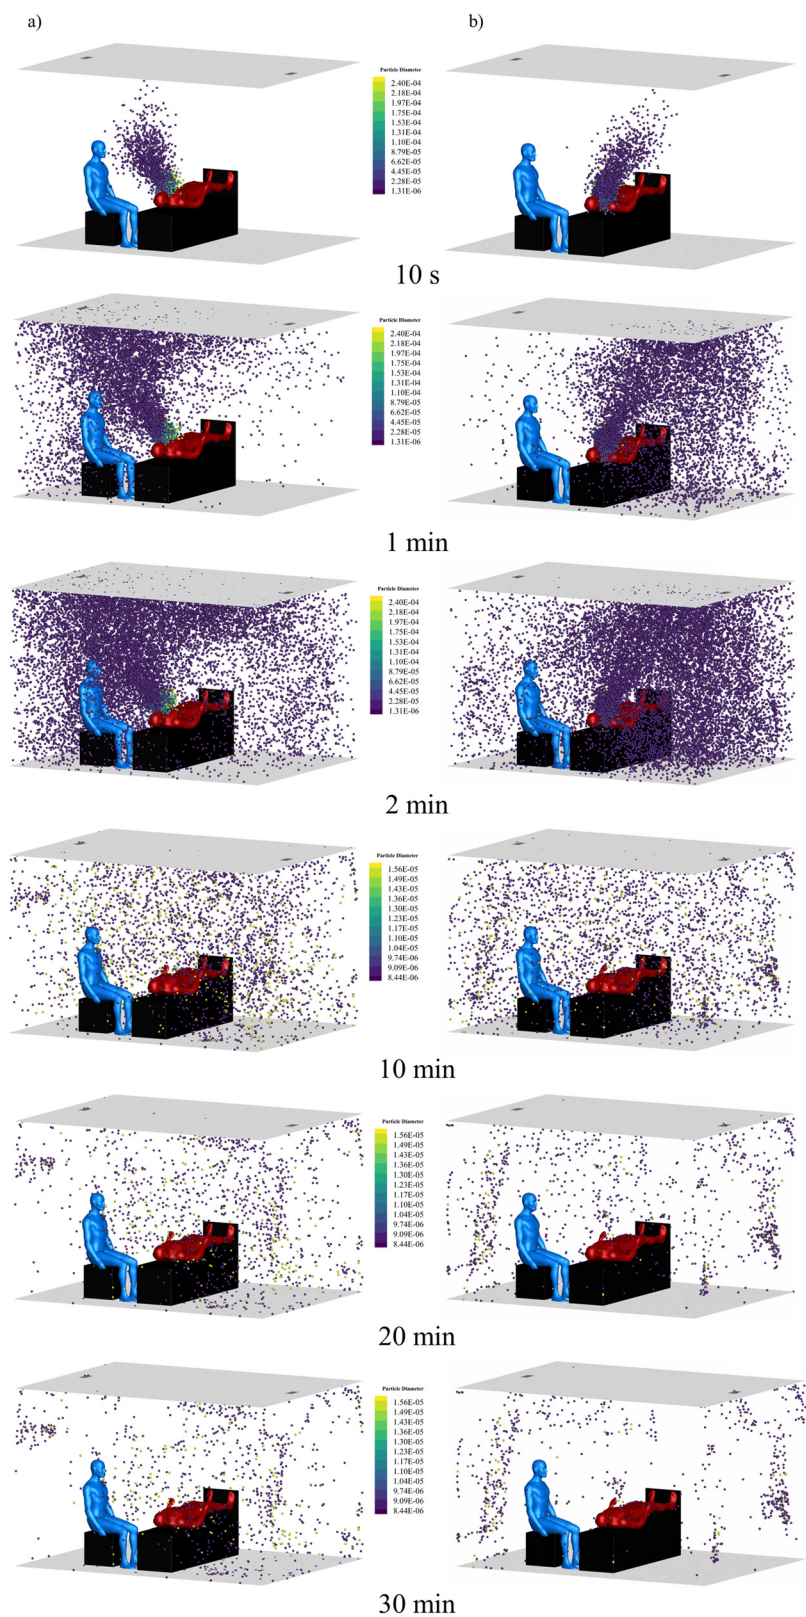 a)
b)
Particle Diameter
2.40E-04
2.18E-04
1.97E-04
1.75E-04
1.53E-04
1.31E-04
1.10E-04
8.79E-05
6.62E-05
4.45E-05
2.28E-05
1.31E-06
10 s
Particle Diameter
2.40E-04
2.18E-04
1.97E-04
1.75E-04
1.53E-04
1.31E-04
1.10E-04
8.79E-05
6.62E-05
4.45E-05
2.28E-05
1.31E-06
1 min
Particle Diameter
2.40E-04
2.18E-04
1.97E-04
1.75E-04
1.53E-04
1.31E-04
1.10E-04
8.79E-05
6.62E-05
4.45E-05
2.28E-05
1.31E-06
2 min
Particle Diameter
1.56E-05
1.49E-05
1.43E-05
1.36E-05
1.30E-05
1.23E-05
1.17E-05
1.10E-05
1.04E-05
9.74E-06
9.09E-06
8.44E-06
10 min
Particle Diameter
1.56E-05
1.49E-05
1.43E-05
1.36E-05
1.30E-05
1.23E-05
1.17E-05
1.10E-05
1.04E-05
9.74E-06
9.09E-06
8.44E-06
20 min
Particle Diameter
1.56E-05
1.49E-05
1.43E-05
1.36E-05
1.30E-05
1.23E-05
1.17E-05
1.10E-05
1.04E-05
9.74E-06
9.09E-06
8.44E-06
30 min